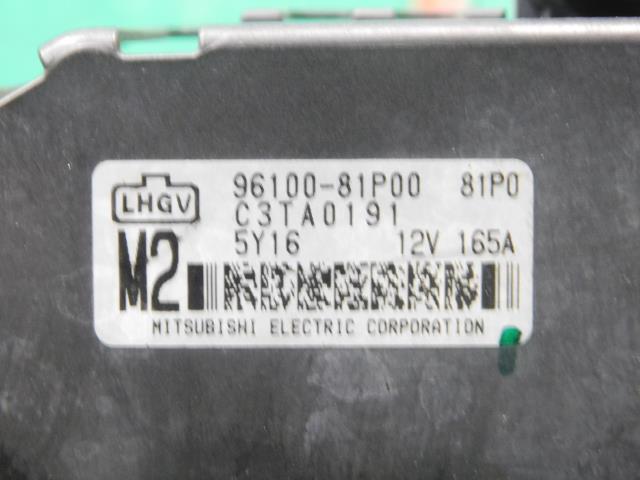 LHGV 96100-81P00 81P0
C3TA0191
M2 5Y16 12V 165A
MITSUBISHI ELECTRIC CORPORATION